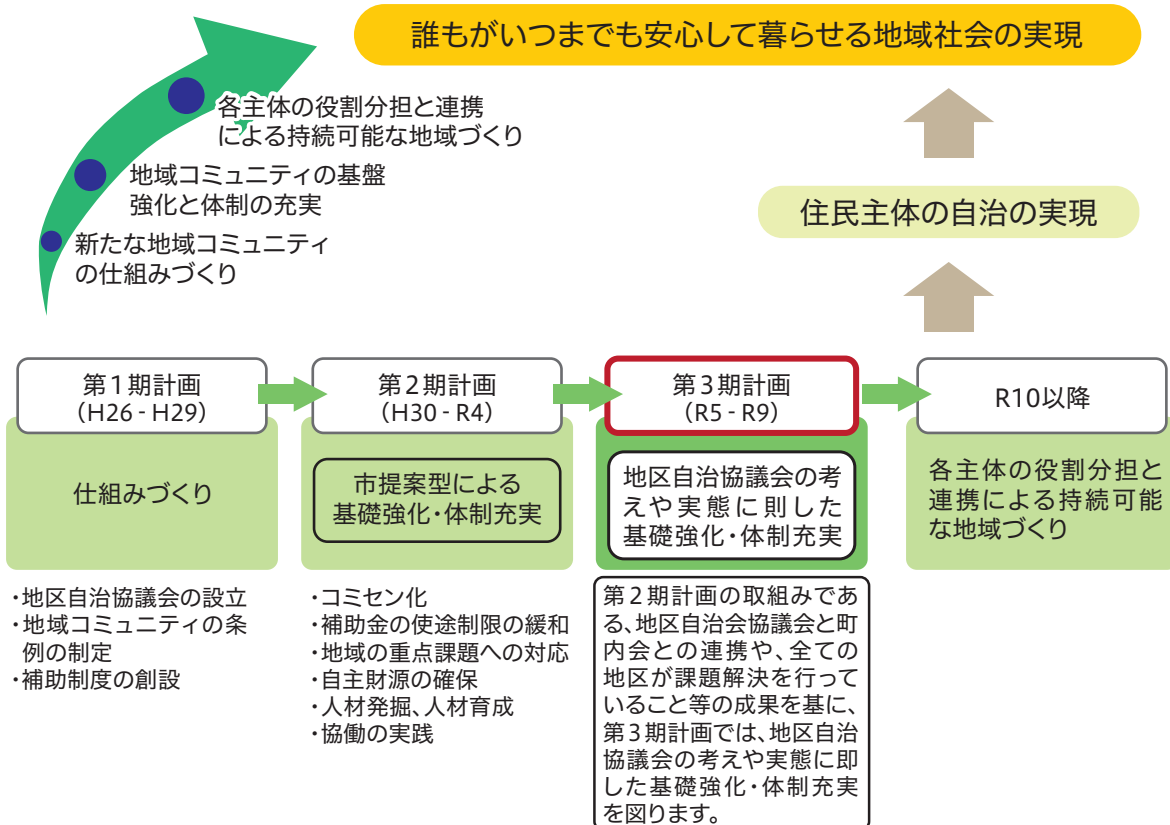 誰もがいつまでも安心して暮らせる地域社会の実現
各主体の役割分担と連携
による持続可能な地域づくり
地域コミュニティの基盤
強化と体制の充実
新たな地域コミュニティ
の仕組みづくり
住民主体の自治の実現
第1期計画
(H26-H29)
仕組みづくり
・地区自治協議会の設立
・地域コミュニティの条
例の制定
・補助制度の創設
第2期計画
(H30-R4)
市提案型による
基礎強化・体制充実
・コミセン化
・補助金の使途制限の緩和
・地域の重点課題への対応
・自主財源の確保
・人材発掘、人材育成
・協働の実践
第3期計画
(R5-R9)
地区自治協議会の考
えや実態に則した
基礎強化・体制充実
第2期計画の取組みであ
る、地区自治会協議会と町
内会との連携や、全ての
地区が課題解決を行って
いること等の成果を基に、
第3期計画では、地区自治
協議会の考えや実態に即
した基礎強化・体制充実
を図ります。
R10以降
各主体の役割分担と
連携による持続可能
な地域づくり